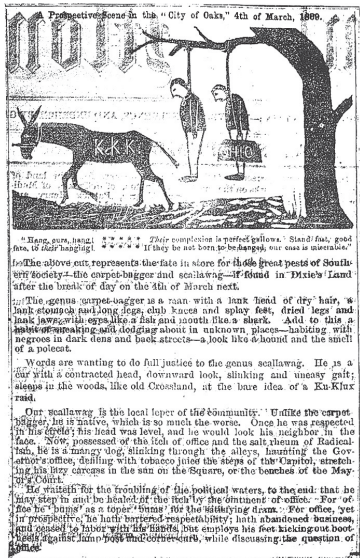 A Prospective Scene in the "City of Oaks," 4th of March, 1869.
KKK
OHIO
"Hang, curs, hang! * * * * * Their complexion is perfect gallows. Stand fast, good
fate, to their hanging! * * * * * If they be not born to be hanged, our case is miserable."
The above cut represents the fate in store for those great pests of South-
ern society—the carpet-bagger and scallawag—if found in Dixie's Land
after the break of day on the 4th of March next.
The genus carpet-bagger is a man with a lank head of dry hair, a
lank stomach and long legs, club knees and splay feet, dried legs and
lank jaws, with eyes like a fish and mouth like a shark. Add to this a
habit of sneaking and dodging about in unknown places—habiting with
negroes in dark dens and back streets—a look like a hound and the smell
of a polecat.
Words are wanting to do full justice to the genus scallawag. He is a
cur with a contracted head, downward look, slinking and uneasy gait;
sleeps in the woods, like old Crossland, at the bare idea of a Ku-Klux
raid.
Our scallawag is the local leper of the community. Unlike the carpet-
bagger, he is native, which is so much the worse. Once he was respected
in his circle; his head was level, and he would look his neighbor in the
face. Now, possessed of the itch of office and the salt rheum of Radical-
ism, he is a mangy dog, slinking through the alleys, haunting the Gov-
ernor's office, defiling with tobacco juice the steps of the Capitol, stretch-
ing his lazy carcass in the sun on the Square, or the benches of the May-
or's Court.
He waiteth for the troubling of the political waters, to the end that he
may step in and be healed of the itch by the ointment of office. For of-
fice he "bums" as a toper "bums" for the satisfying dram. For office, yet
in prospective, he hath bartered respectability; hath abandoned business,
and ceased to labor with his hands, but employs his feet kicking out boot-
heels against lamp-post and corner-curb, while discussing the question of
office.